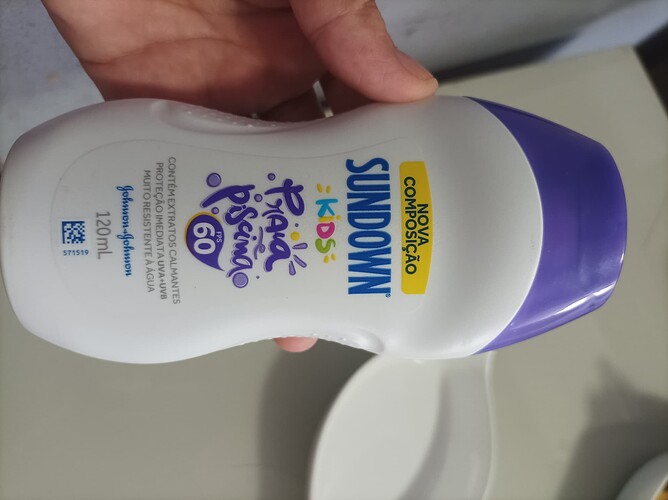 NOVA
COMPOSIÇÃO
SUNDOWN®
KIDS
PRAIA
e
Piscina
FPS
60
CONTÉM EXTRATOS CALMANTES
PROTEÇÃO IMEDIATA UVA+UVB
MUITO RESISTENTE À ÁGUA
Johnson & Johnson
120mL
571519